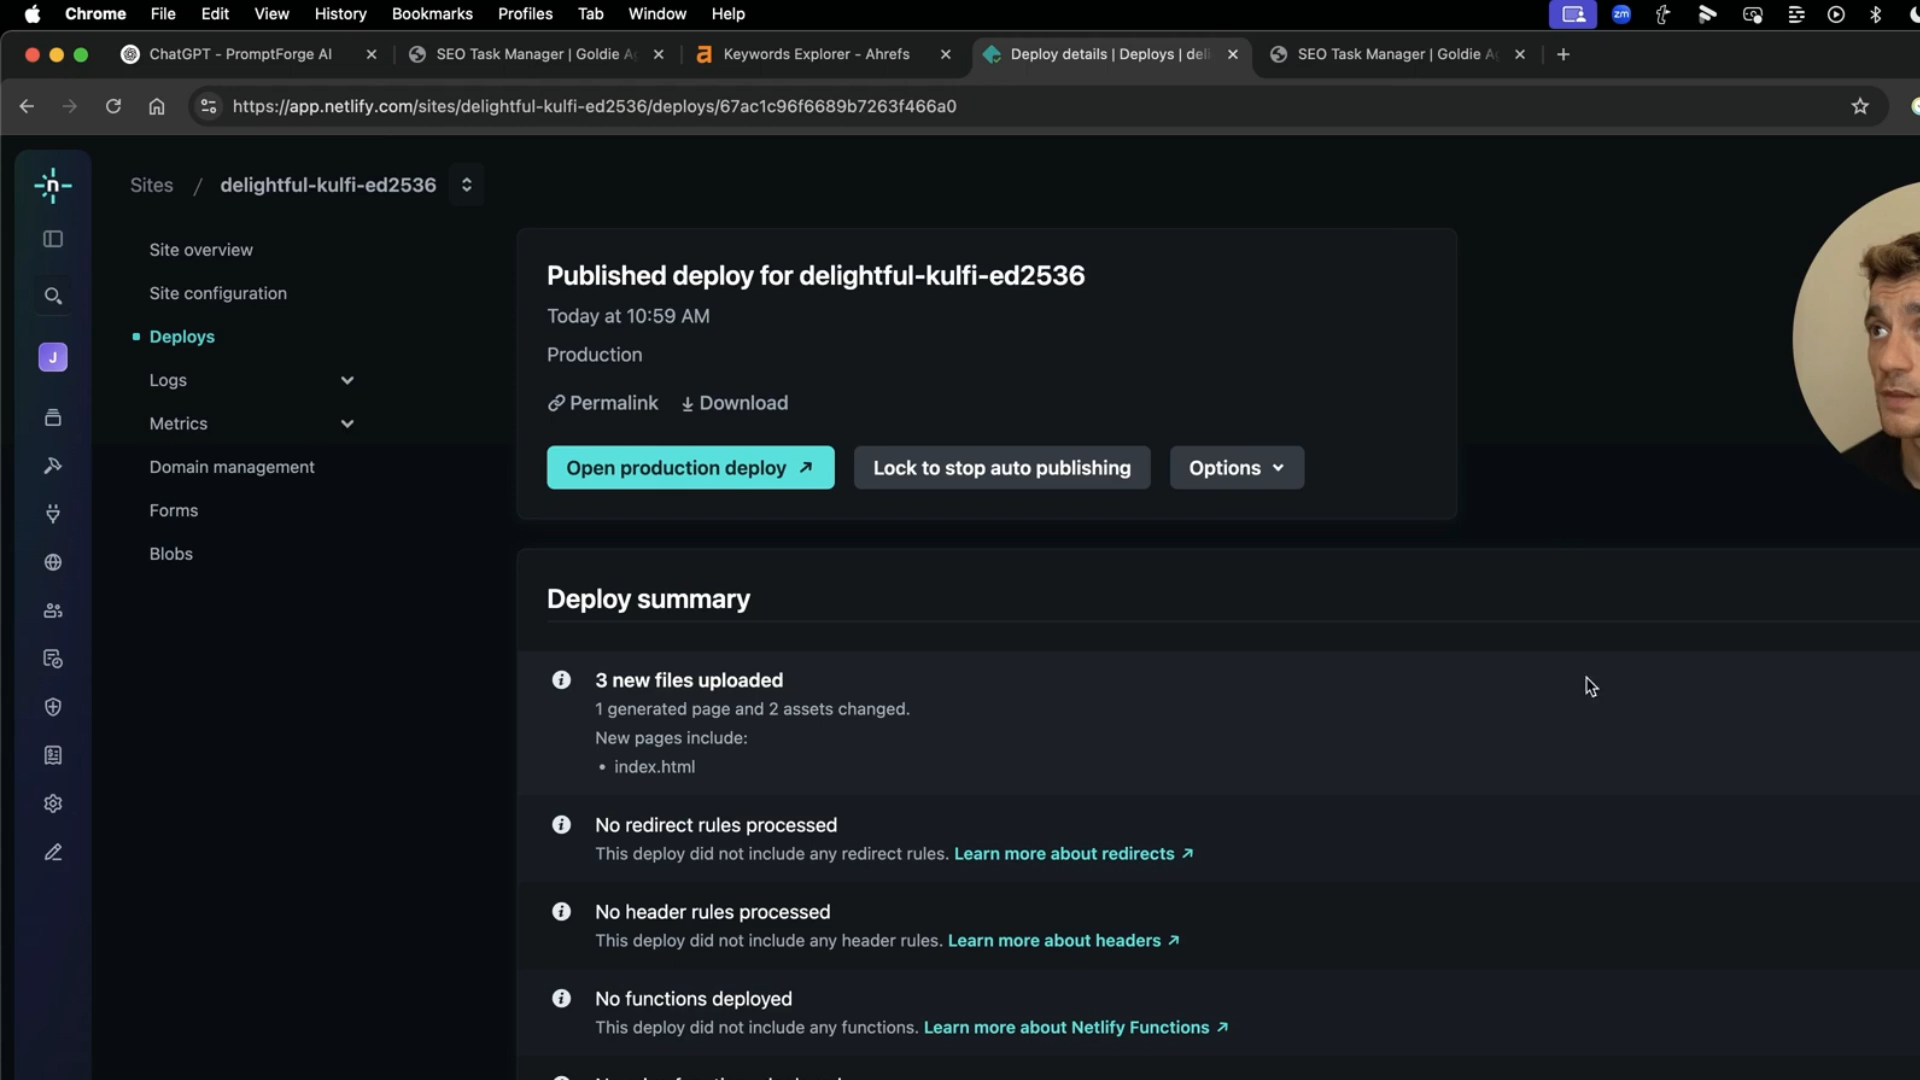 Chrome File Edit View History Bookmarks Profiles Tab Window Help
zm
ChatGPT - PromptForge AI
SEO Task Manager | Goldie A
Keywords Explorer - Ahrefs
Deploy details | Deploys | deli
SEO Task Manager | Goldie A
https://app.netlify.com/sites/delightful-kulfi-ed2536/deploys/67ac1c96f6689b7263f466a0
n
Sites / delightful-kulfi-ed2536
J
Site overview
Site configuration
Deploys
Logs
Metrics
Domain management
Forms
Blobs
Published deploy for delightful-kulfi-ed2536
Today at 10:59 AM
Production
Permalink Download
Open production deploy ↗ Lock to stop auto publishing Options
Deploy summary
3 new files uploaded
1 generated page and 2 assets changed.
New pages include:
• index.html
No redirect rules processed
This deploy did not include any redirect rules. Learn more about redirects ↗
No header rules processed
This deploy did not include any header rules. Learn more about headers ↗
No functions deployed
This deploy did not include any functions. Learn more about Netlify Functions ↗